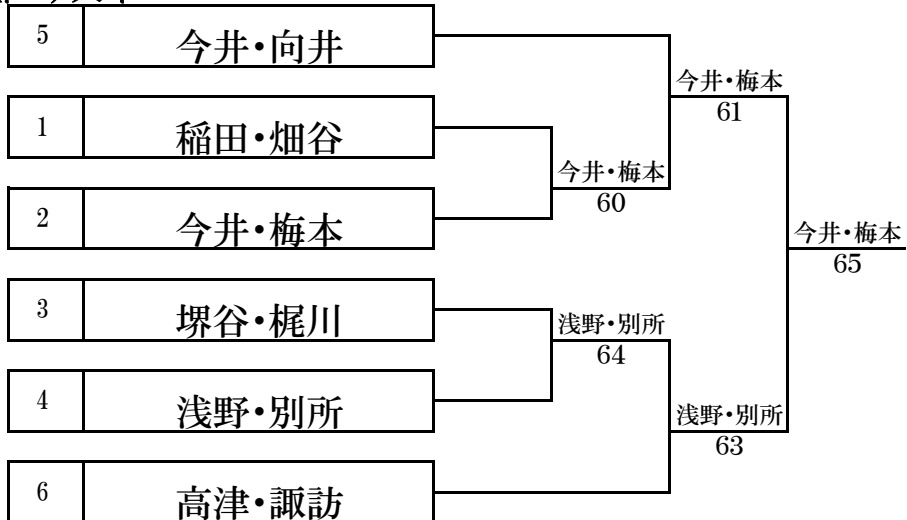 5 今井・向井
1 稲田・畑谷
2 今井・梅本
3 堺谷・梶川
4 浅野・別所
6 高津・諏訪
今井・梅本
60
浅野・別所
64
今井・梅本
61
浅野・別所
63
今井・梅本
65